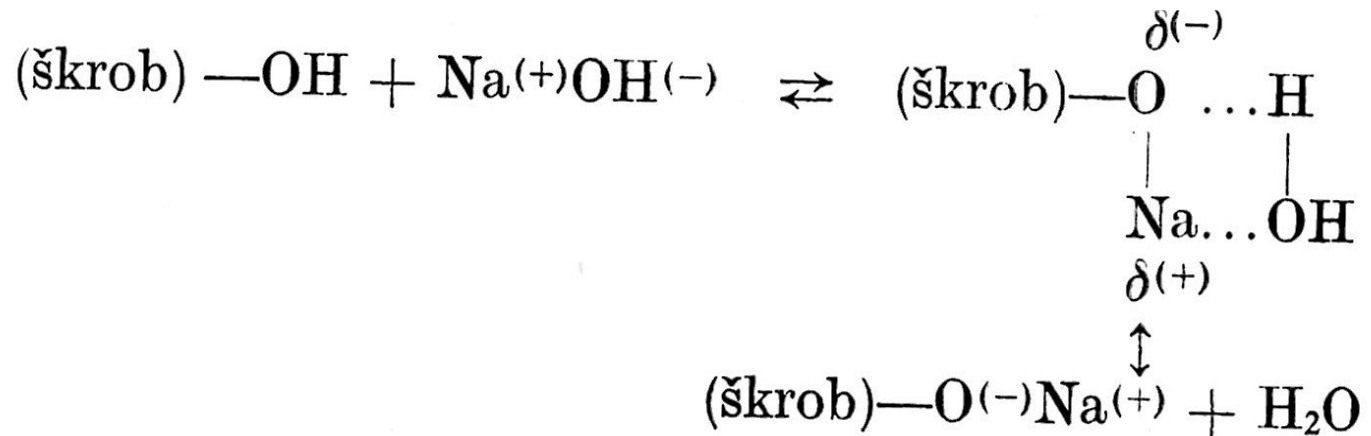 δ(−)
(škrob) —OH + Na(+)OH(−) ⇄ (škrob)—O ...H
| |
Na...OH
δ(+)
↕
(škrob)—O(−)Na(+) + H₂O